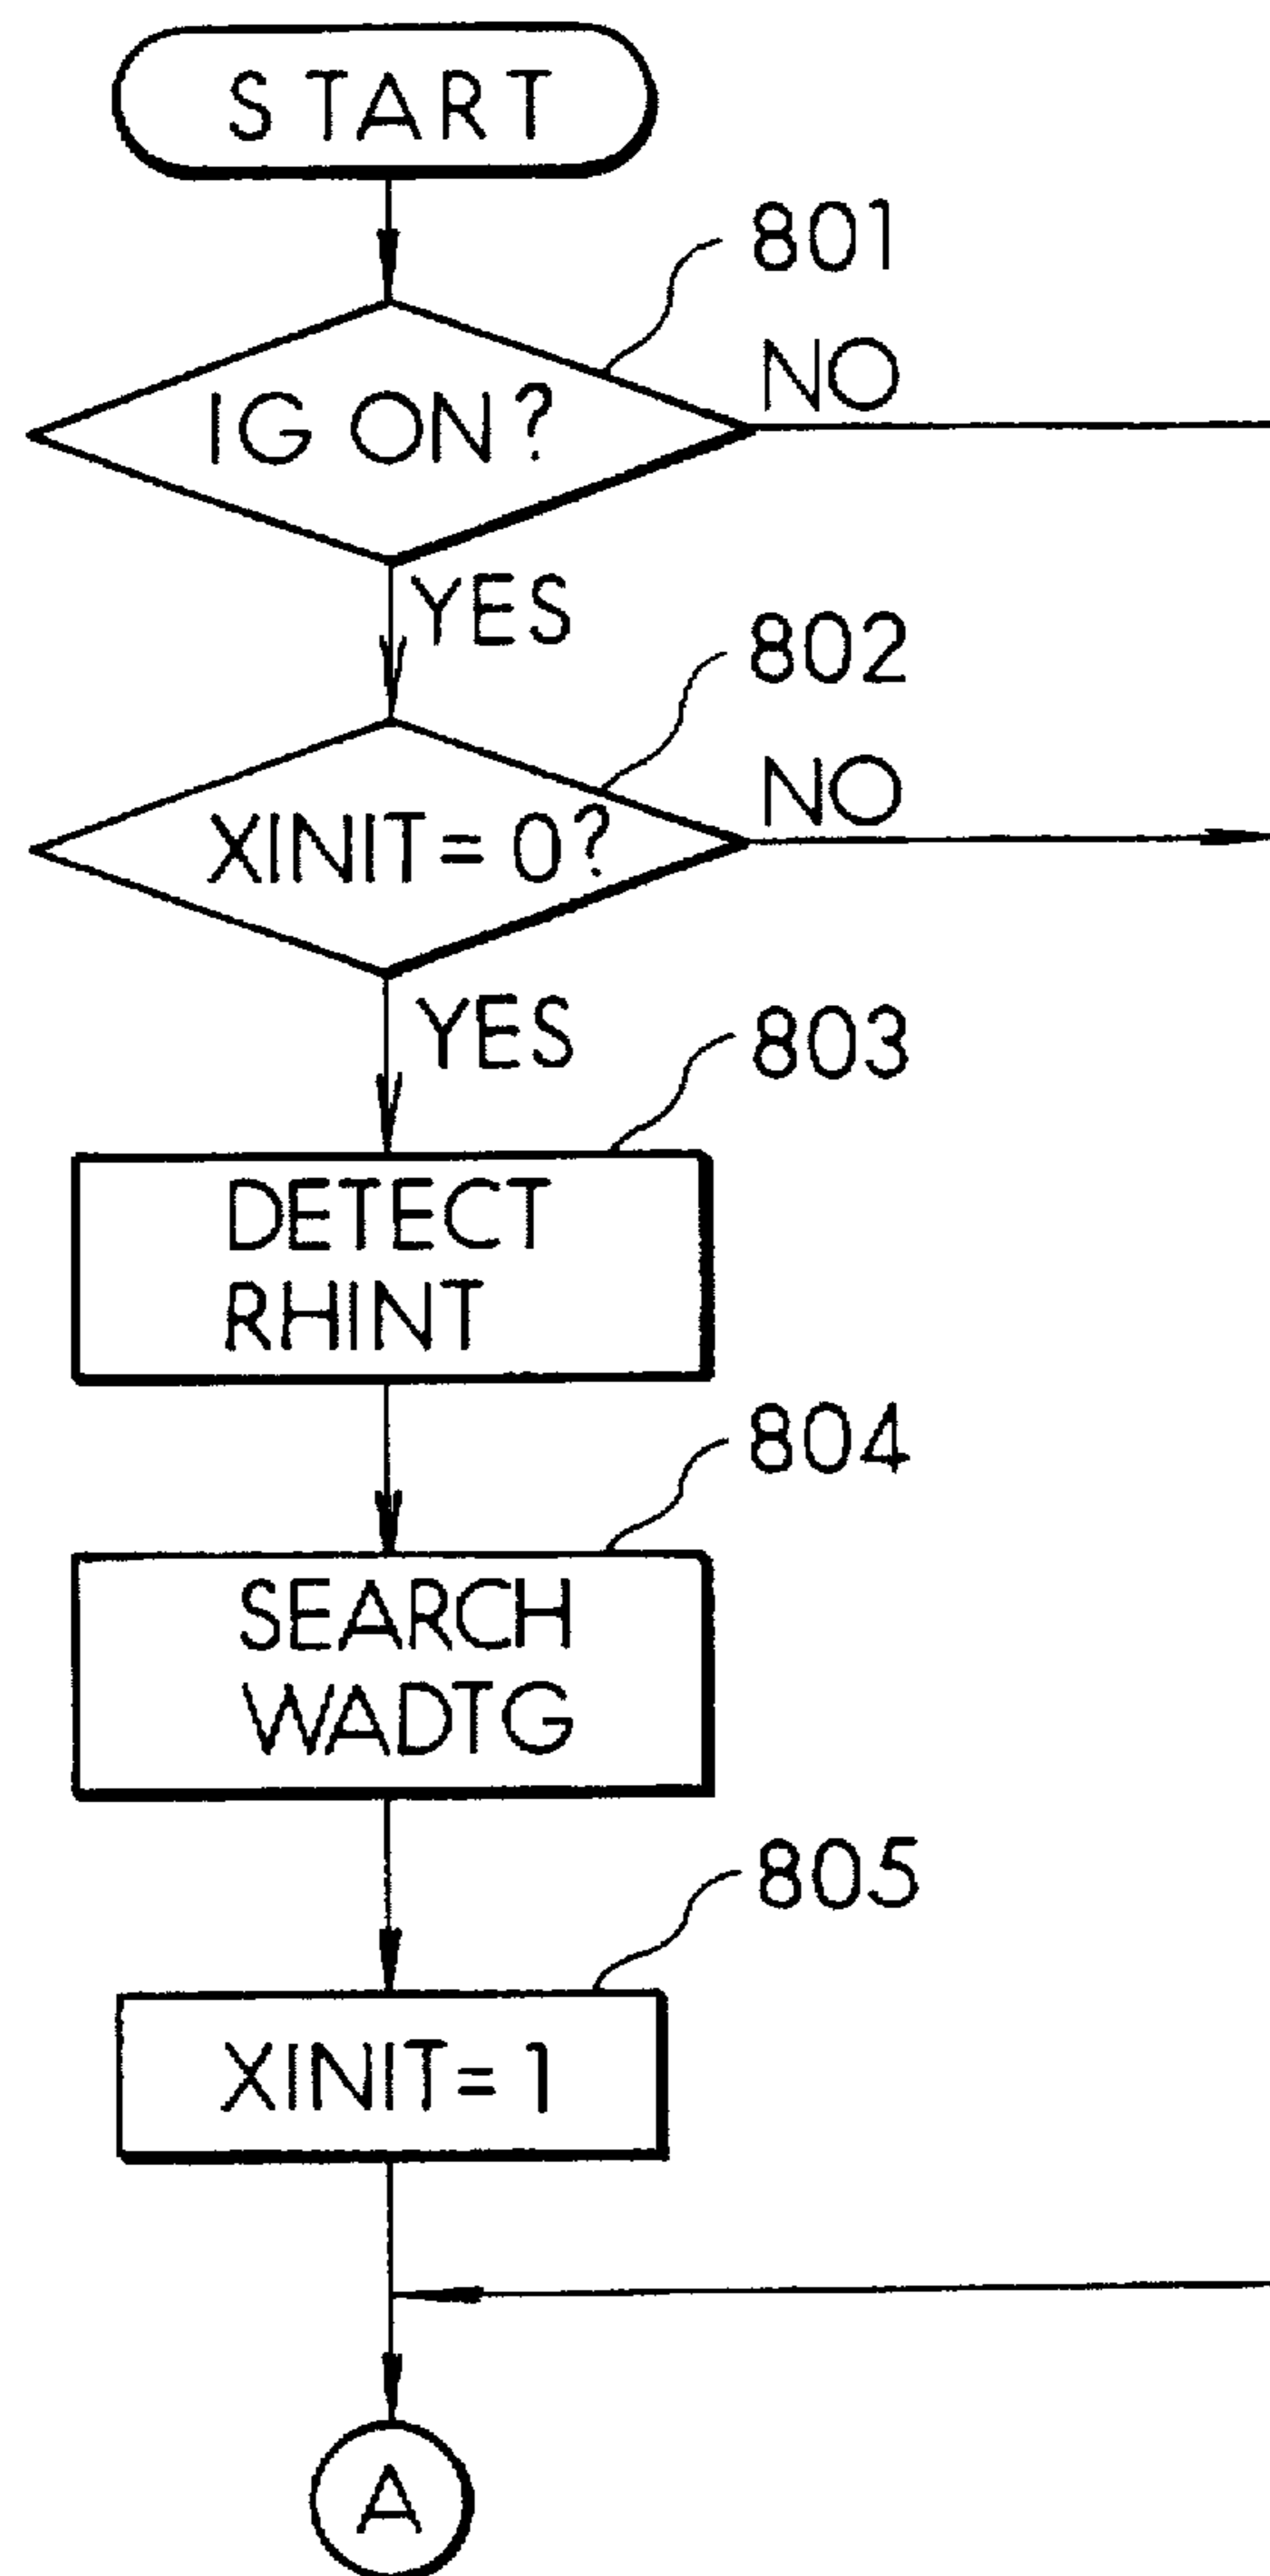 START
801
IG ON?
NO
YES
802
XINIT = 0?
NO
YES
803
DETECT
RHINT
804
SEARCH
WADTG
805
XINIT = 1
A